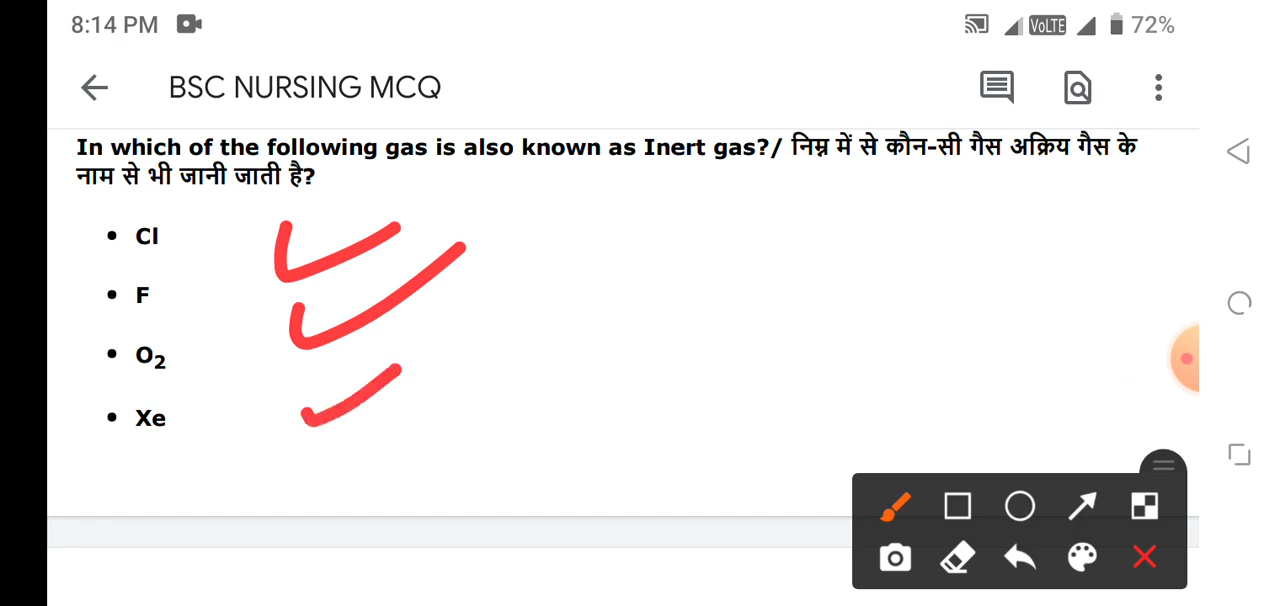 8:14 PM VoLTE 72%
BSC NURSING MCQ
In which of the following gas is also known as Inert gas?/ निम्न में से कौन-सी गैस अक्रिय गैस के
नाम से भी जानी जाती है?
• Cl
• F
• O₂
• Xe